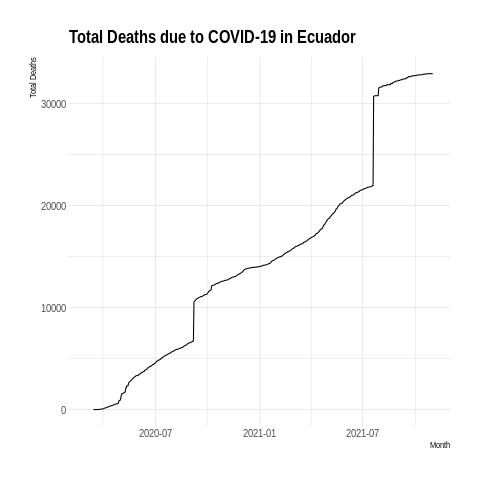 Total Deaths due to COVID-19 in Ecuador
Total Deaths
30000
20000
10000
0
2020-07 2021-01 2021-07
Month